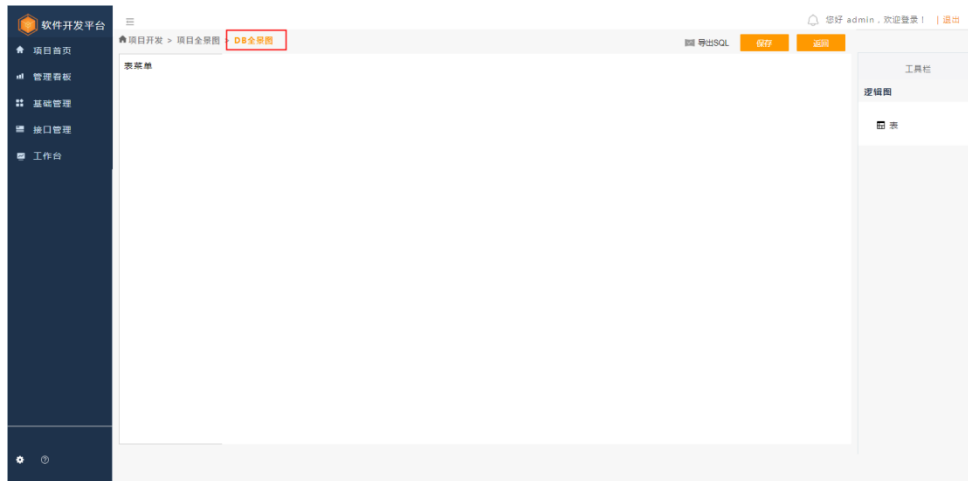 软件开发平台
您好 admin，欢迎登录！ | 退出
项目开发 > 项目全景图 > DB全景图
导出SQL 保存 返回
项目首页
管理看板
基础管理
接口管理
工作台
表菜单
工具栏
逻辑图
表